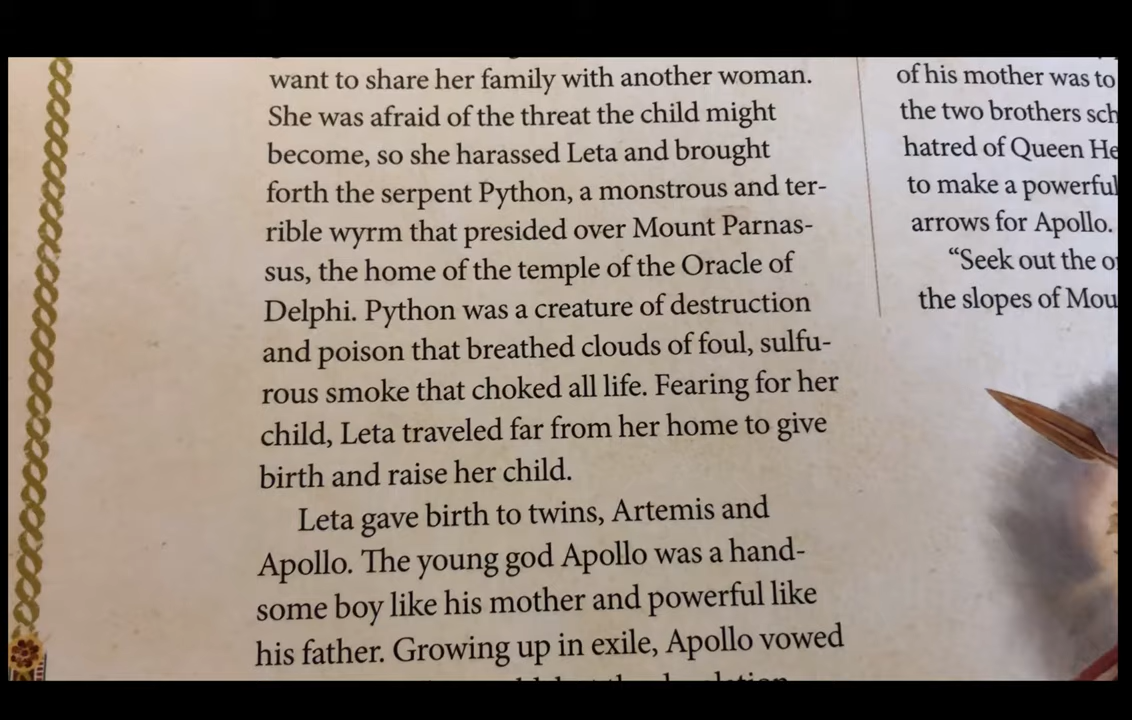 want to share her family with another woman.
She was afraid of the threat the child might
become, so she harassed Leta and brought
forth the serpent Python, a monstrous and ter-
rible wyrm that presided over Mount Parnas-
sus, the home of the temple of the Oracle of
Delphi. Python was a creature of destruction
and poison that breathed clouds of foul, sulfu-
rous smoke that choked all life. Fearing for her
child, Leta traveled far from her home to give
birth and raise her child.
Leta gave birth to twins, Artemis and
Apollo. The young god Apollo was a hand-
some boy like his mother and powerful like
his father. Growing up in exile, Apollo vowed
of his mother was to
the two brothers
hatred of Queen
to make a powerful
arrows for Apollo.
“Seek out the
the slopes of